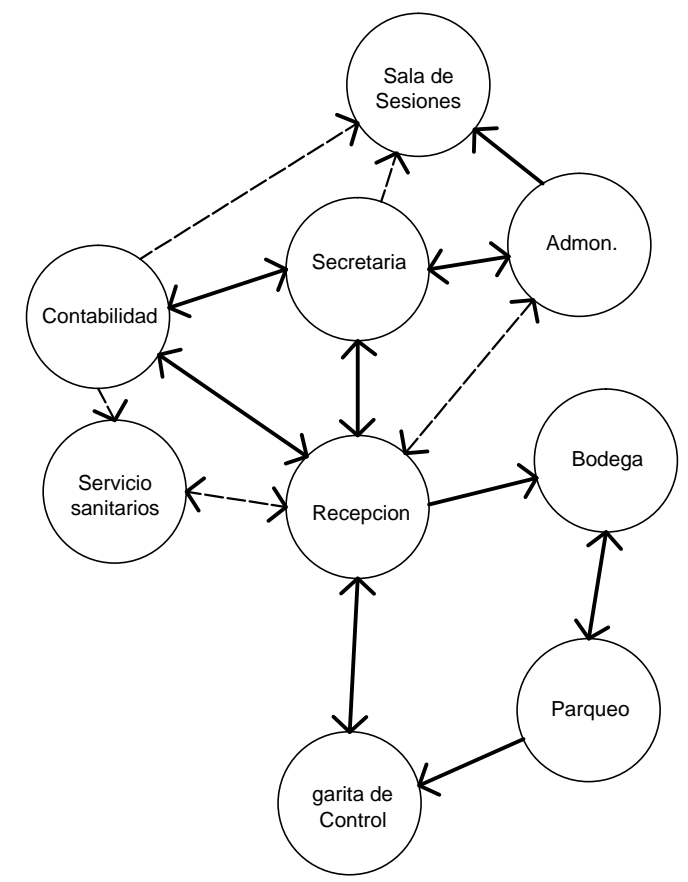 Sala de
Sesiones
Admon.
Secretaria
Contabilidad
Bodega
Servicio
sanitarios
Recepcion
Parqueo
garita de
Control